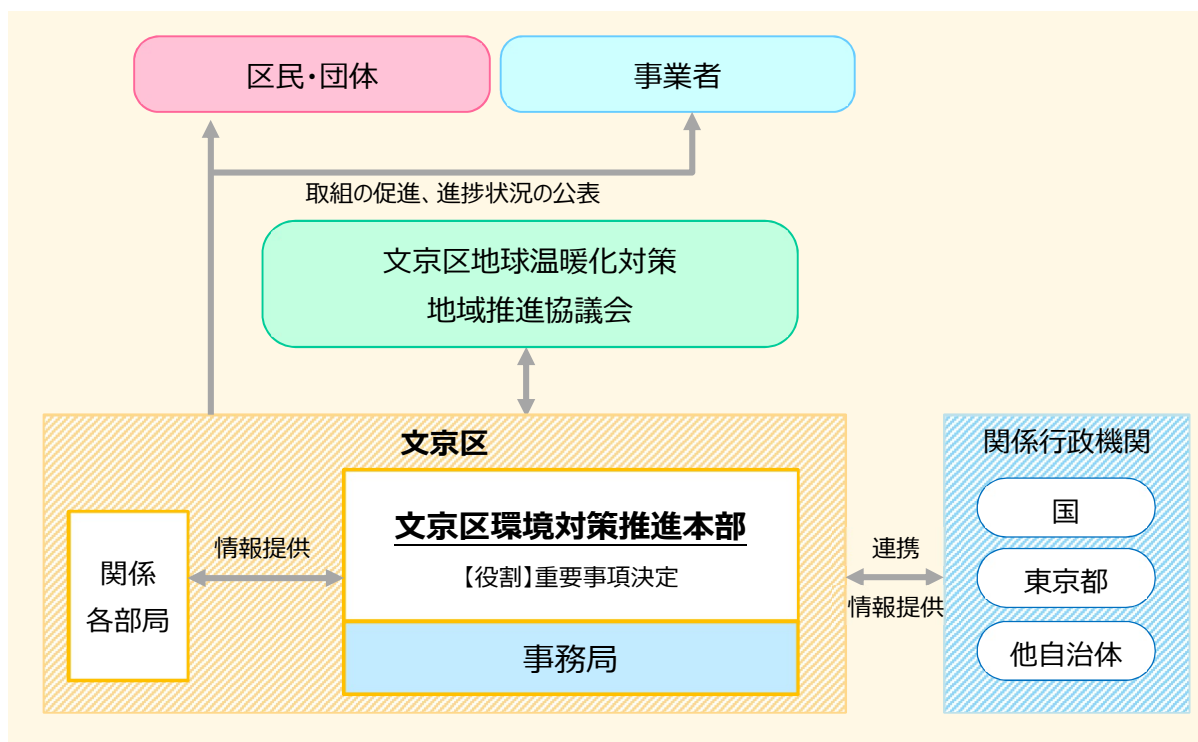 区民・団体
事業者
取組の促進、進捗状況の公表
文京区地球温暖化対策
地域推進協議会
文京区
関係
各部局
情報提供
文京区環境対策推進本部
【役割】重要事項決定
事務局
連携
情報提供
関係行政機関
国
東京都
他自治体